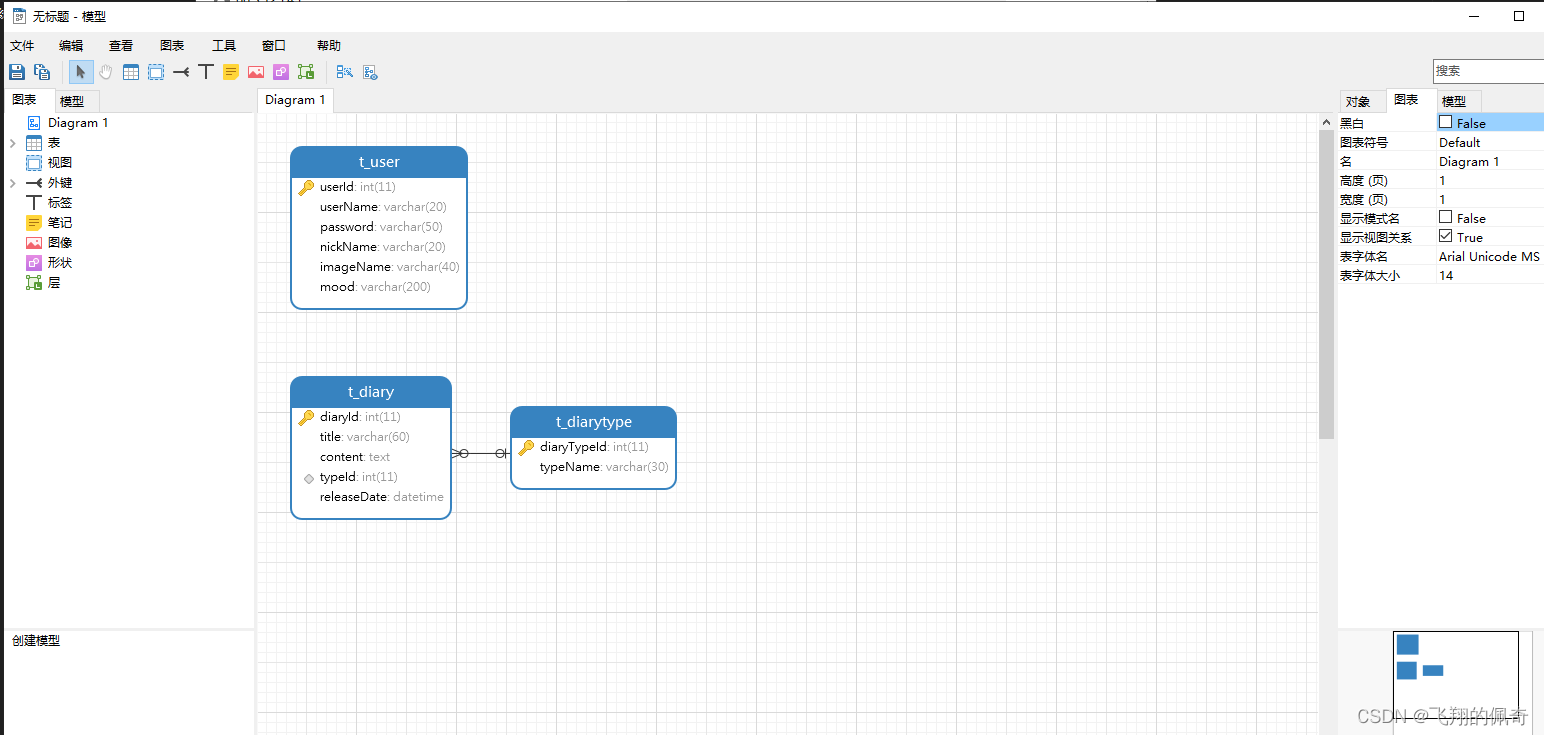 无标题 - 模型
文件 编辑 查看 图表 工具 窗口 帮助
搜索
图表 模型
Diagram 1
表
视图
外键
标签
笔记
图像
形状
层
创建模型
Diagram 1
t_user
userId: int(11)
userName: varchar(20)
password: varchar(50)
nickName: varchar(20)
imageName: varchar(40)
mood: varchar(200)
t_diary
diaryId: int(11)
title: varchar(60)
content: text
typeId: int(11)
releaseDate: datetime
t_diarytype
diaryTypeId: int(11)
typeName: varchar(30)
对象 图表 模型
黑白 False
图表符号 Default
名 Diagram 1
高度 (页) 1
宽度 (页) 1
显示模式名 False
显示视图关系 True
表字体名 Arial Unicode MS
表字体大小 14
CSDN @飞翔的佩奇